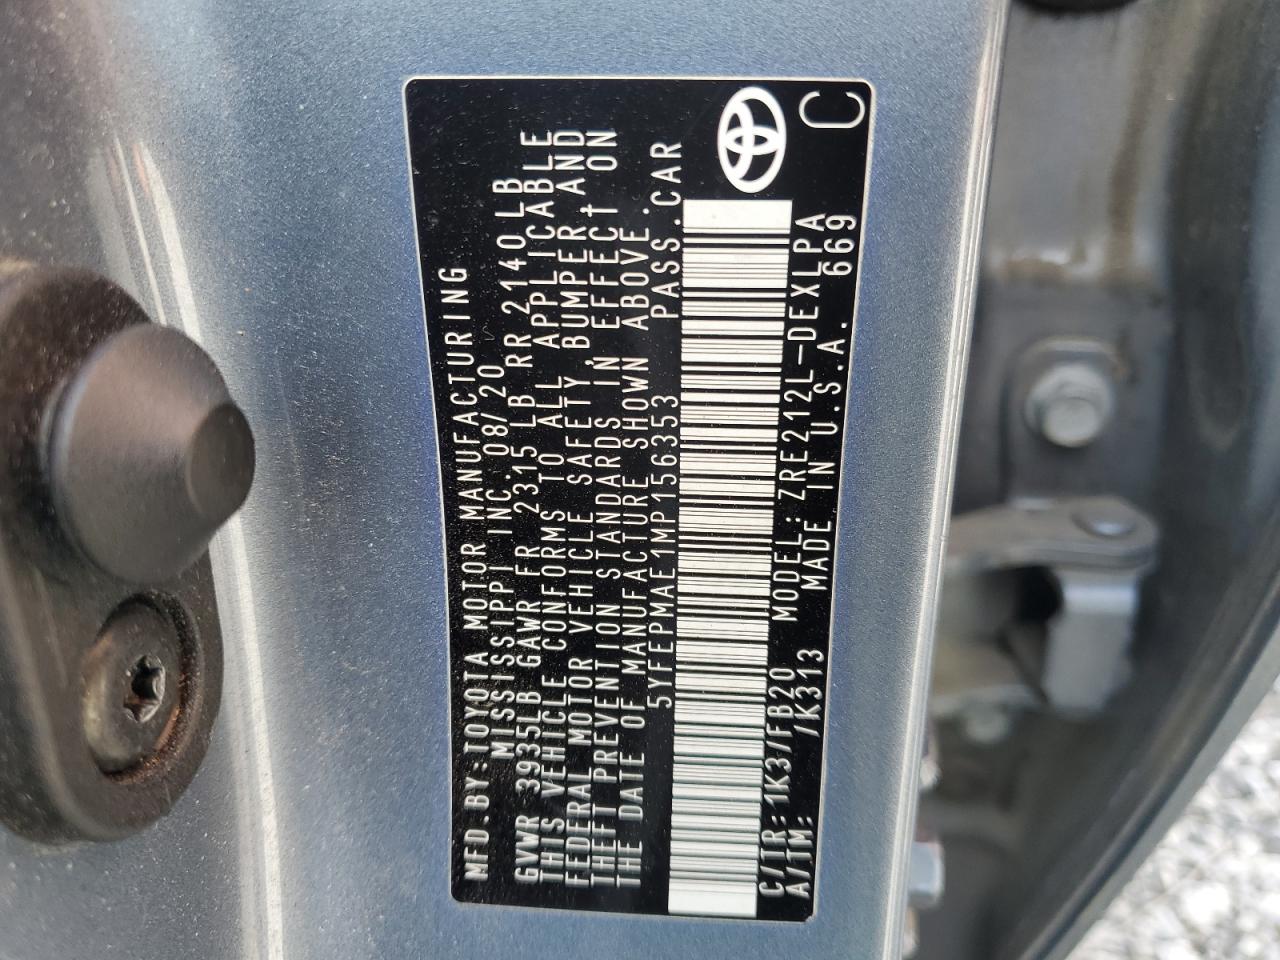 MFD.BY:TOYOTA MOTOR MANUFACTURING
MISSISSIPPI INC. 08/20
GVWR 3935LB GAWR FR 2315 LB RR 2140LB
THIS VEHICLE CONFORMS TO ALL APPLICABLE
FEDERAL MOTOR VEHICLE SAFETY BUMPER, AND
THEFT PREVENTION STANDARDS IN EFFECT ON
THE DATE OF MANUFACTURE SHOWN ABOVE.
5YFEPMAE1MP156353 PASS.CAR
C/TR:1K3/FB20 MODEL:ZRE212L-DEXLPA
A/TM: /K313 MADE IN U.S.A. 669
C